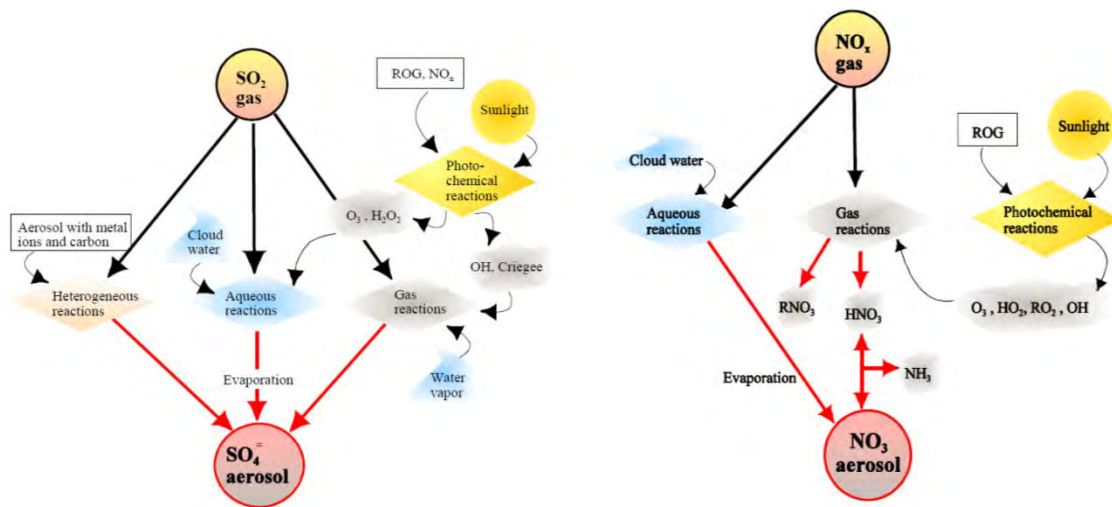 SO₂
gas
ROG, NOₓ
Sunlight
Photo-
chemical
reactions
O₃ , H₂O₂
Aerosol with metal
ions and carbon
Cloud
water
OH, Criegee
Heterogeneous
reactions
Aqueous
reactions
Gas
reactions
Evaporation
Water
vapor
SO₄⁼
aerosol
NOₓ
gas
Sunlight
ROG
Cloud water
Aqueous
reactions
Gas
reactions
Photochemical
reactions
RNO₃
HNO₃
O₃ , HO₂, RO₂ , OH
Evaporation
NH₃
NO₃
aerosol